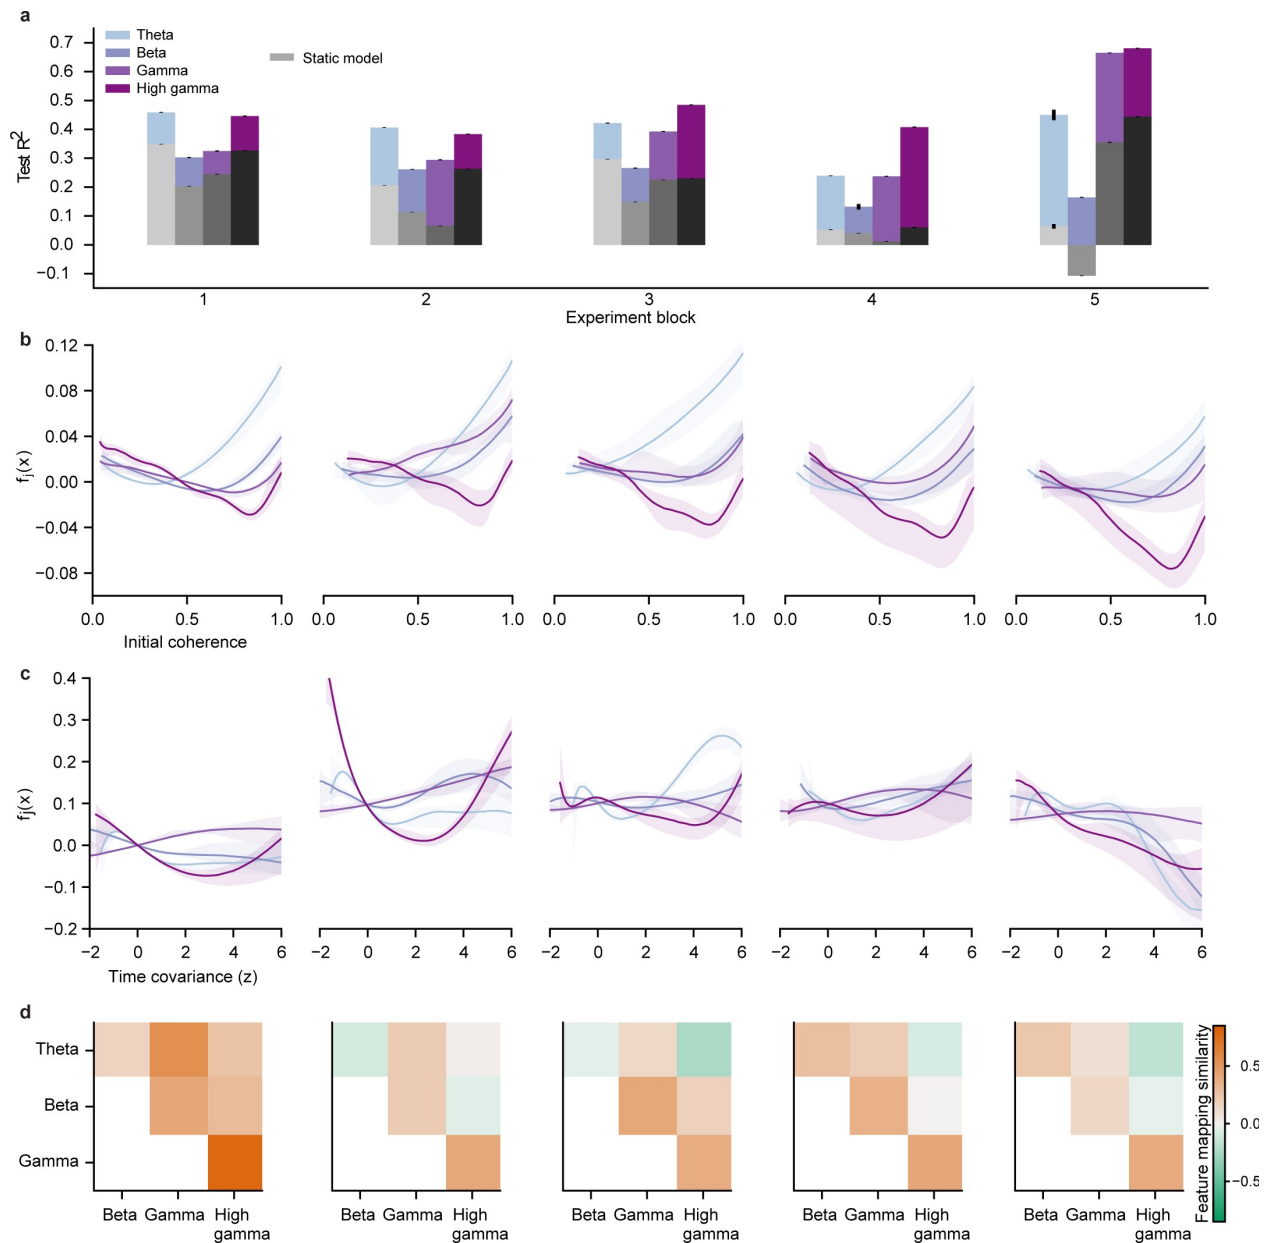 a
Theta
Beta
Gamma
High gamma
Static model
Test R²
0.7
0.6
0.5
0.4
0.3
0.2
0.1
0.0
−0.1
1 2 3 4 5
Experiment block
b
fj(x)
0.12
0.08
0.04
0.00
−0.04
−0.08
0.0 0.5 1.0 0.0 0.5 1.0 0.0 0.5 1.0 0.0 0.5 1.0 0.0 0.5 1.0
Initial coherence
c
fj(x)
0.4
0.3
0.2
0.1
0.0
−0.1
−0.2
−2 0 2 4 6 −2 0 2 4 6 −2 0 2 4 6 −2 0 2 4 6 −2 0 2 4 6
Time covariance (z)
d
Theta
Beta
Gamma
Beta Gamma High gamma
Beta Gamma High gamma
Beta Gamma High gamma
Beta Gamma High gamma
Beta Gamma High gamma
Feature mapping similarity
0.5
0.0
−0.5